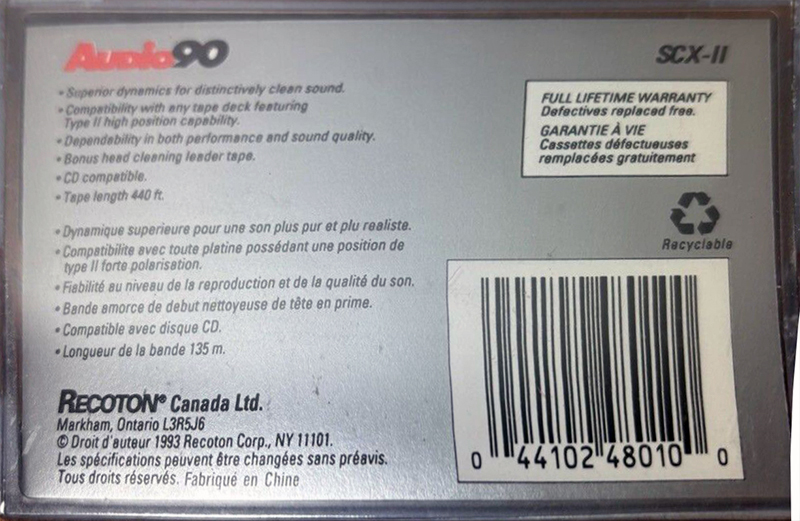 Audio90
SCX-II
• Superior dynamics for distinctively clean sound.
• Compatibility with any tape deck featuring
Type II high position capability.
• Dependability in both performance and sound quality.
• Bonus head cleaning leader tape.
• CD compatible.
• Tape length 440 ft.
FULL LIFETIME WARRANTY
Defectives replaced free.
GARANTIE À VIE
Cassettes défectueuses
remplacées gratuitement
Recyclable
• Dynamique superieure pour une son plus pur et plu realiste.
• Compatibilite avec toute platine possédant une position de
type II forte polarisation.
• Fiabilité au niveau de la reproduction et de la qualité du son.
• Bande amorce de debut nettoyeuse de tête en prime.
• Compatible avec disque CD.
• Longueur de la bande 135 m.
RECOTON® Canada Ltd.
Markham, Ontario L3R5J6
© Droit d'auteur 1993 Recoton Corp., NY 11101.
Les spécifications peuvent être changées sans préavis.
Tous droits réservés. Fabriqué en Chine
0 44102 48010 0